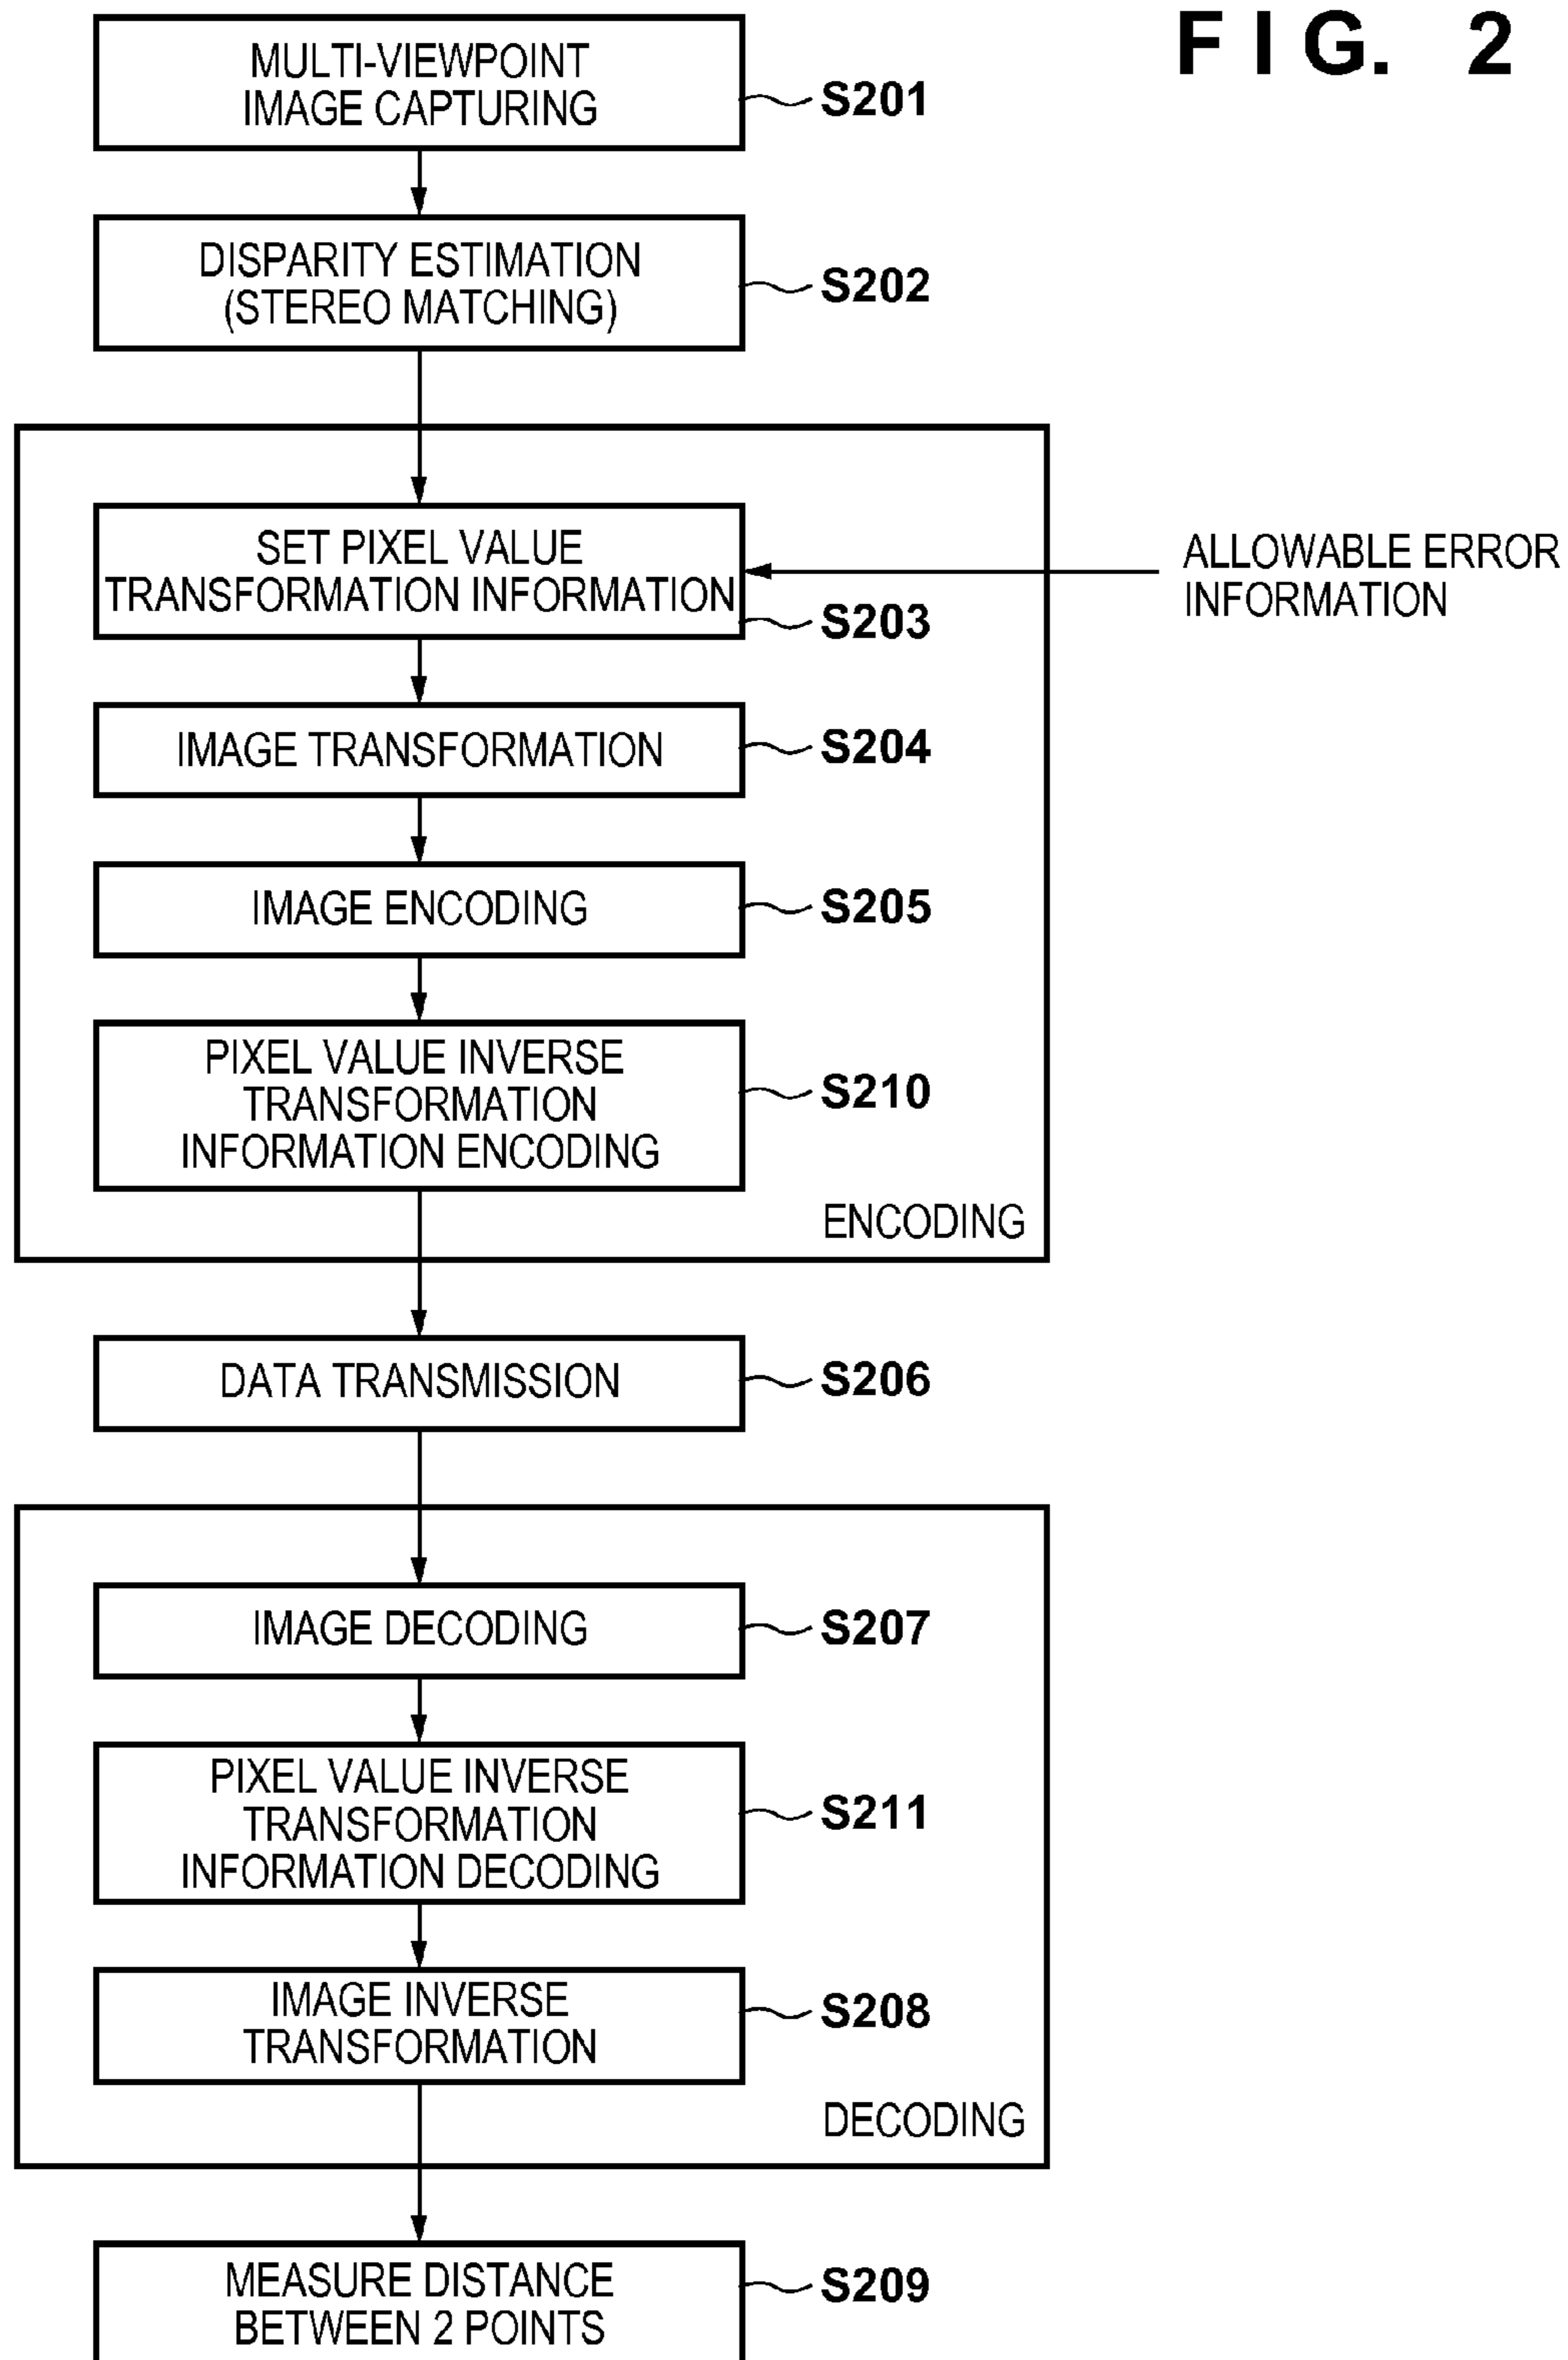 FIG. 2
MULTI-VIEWPOINT
IMAGE CAPTURING
S201
DISPARITY ESTIMATION
(STEREO MATCHING)
S202
SET PIXEL VALUE
TRANSFORMATION INFORMATION
S203
ALLOWABLE ERROR
INFORMATION
IMAGE TRANSFORMATION
S204
IMAGE ENCODING
S205
PIXEL VALUE INVERSE
TRANSFORMATION
INFORMATION ENCODING
S210
ENCODING
DATA TRANSMISSION
S206
IMAGE DECODING
S207
PIXEL VALUE INVERSE
TRANSFORMATION
INFORMATION DECODING
S211
IMAGE INVERSE
TRANSFORMATION
S208
DECODING
MEASURE DISTANCE
BETWEEN 2 POINTS
S209